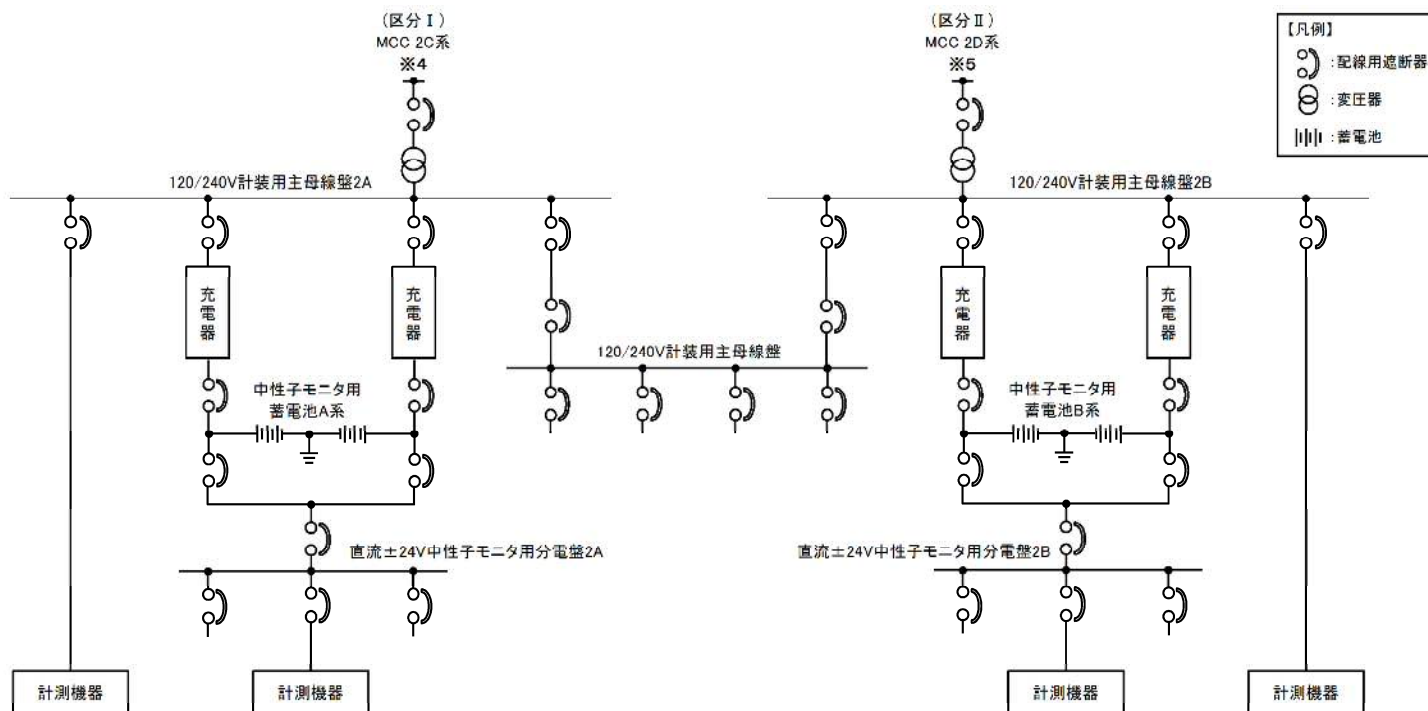 (区分Ⅰ)
MCC 2C系
※4
(区分Ⅱ)
MCC 2D系
※5
【凡例】
:配線用遮断器
:変圧器
:蓄電池
120/240V計装用主母線盤2A
120/240V計装用主母線盤2B
充電器
充電器
充電器
充電器
120/240V計装用主母線盤
中性子モニタ用
蓄電池A系
中性子モニタ用
蓄電池B系
直流±24V中性子モニタ用分電盤2A
直流±24V中性子モニタ用分電盤2B
計測機器
計測機器
計測機器
計測機器